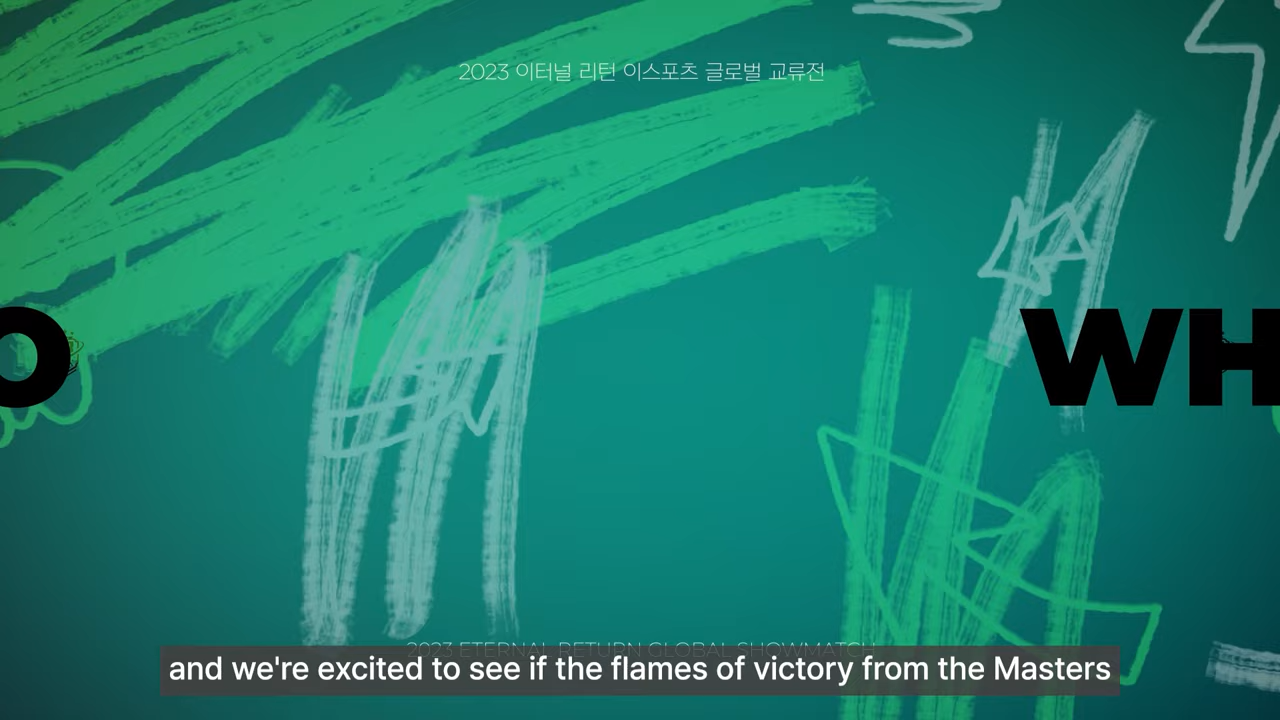 2023 이터널 리턴 이스포츠 글로벌 교류전
O WH
2023 ETERNAL RETURN GLOBAL SHOWMATCH
and we're excited to see if the flames of victory from the Masters